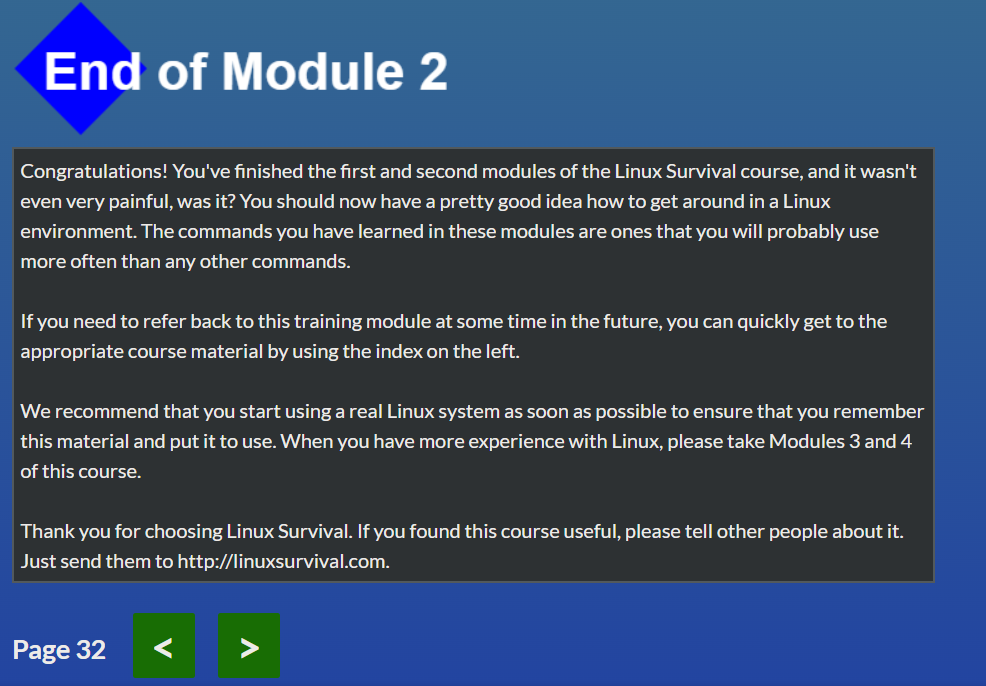 End of Module 2
Congratulations! You've finished the first and second modules of the Linux Survival course, and it wasn't
even very painful, was it? You should now have a pretty good idea how to get around in a Linux
environment. The commands you have learned in these modules are ones that you will probably use
more often than any other commands.
If you need to refer back to this training module at some time in the future, you can quickly get to the
appropriate course material by using the index on the left.
We recommend that you start using a real Linux system as soon as possible to ensure that you remember
this material and put it to use. When you have more experience with Linux, please take Modules 3 and 4
of this course.
Thank you for choosing Linux Survival. If you found this course useful, please tell other people about it.
Just send them to http://linuxsurvival.com.
Page 32 < >